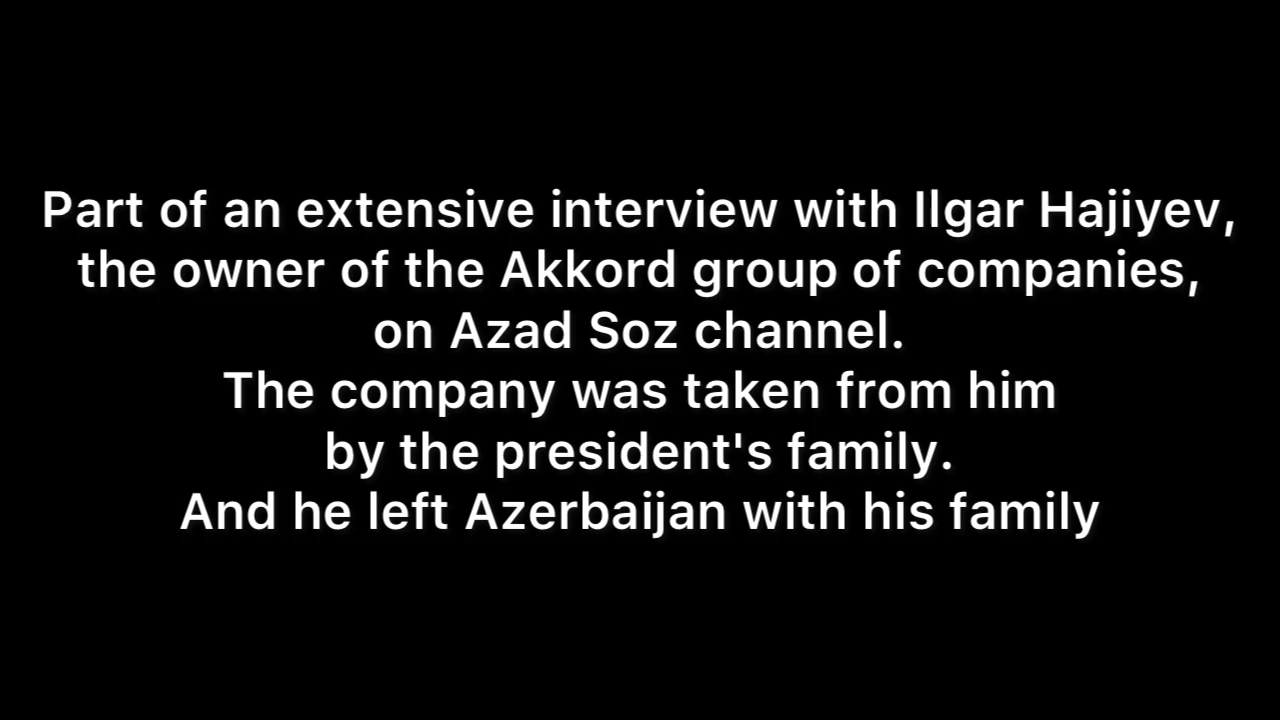 Part of an extensive interview with Ilgar Hajiyev,
the owner of the Akkord group of companies,
on Azad Soz channel.
The company was taken from him
by the president's family.
And he left Azerbaijan with his family